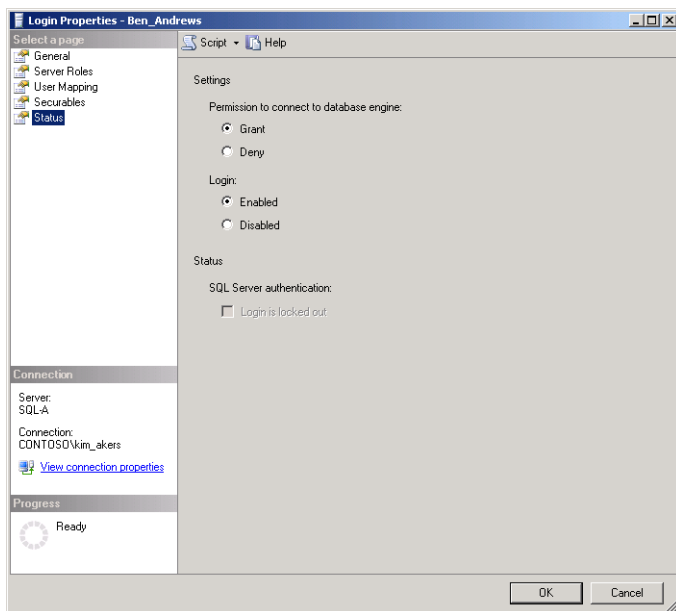 Login Properties - Ben_Andrews
Select a page
General
Server Roles
User Mapping
Securables
Status
Script
Help
Settings
Permission to connect to database engine:
Grant
Deny
Login:
Enabled
Disabled
Status
SQL Server authentication:
Login is locked out
Connection
Server:
SQL-A
Connection:
CONTOSO\kim_akers
View connection properties
Progress
Ready
OK
Cancel